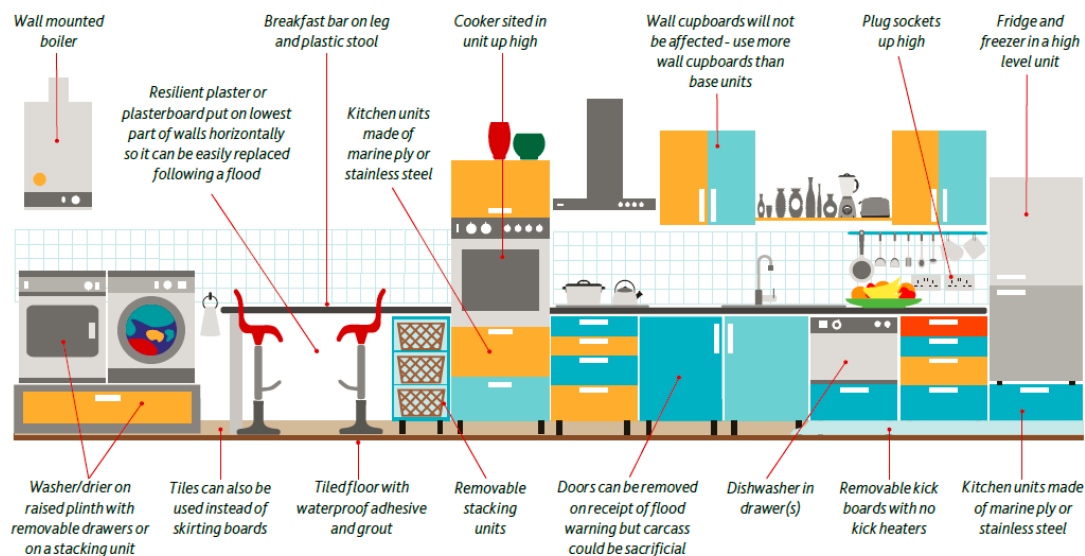 Wall mounted
boiler
Breakfast bar on leg
and plastic stool
Cooker sited in
unit up high
Wall cupboards will not
be affected - use more
wall cupboards than
base units
Plug sockets
up high
Fridge and
freezer in a high
level unit
Resilient plaster or
plasterboard put on lowest
part of walls horizontally
so it can be easily replaced
following a flood
Kitchen units
made of
marine ply or
stainless steel
Washer/drier on
raised plinth with
removable drawers or
on a stacking unit
Tiles can also be
used instead of
skirting boards
Tiled floor with
waterproof adhesive
and grout
Removable
stacking
units
Doors can be removed
on receipt of flood
warning but carcass
could be sacrificial
Dishwasher in
drawer(s)
Removable kick
boards with no
kick heaters
Kitchen units made
of marine ply or
stainless steel